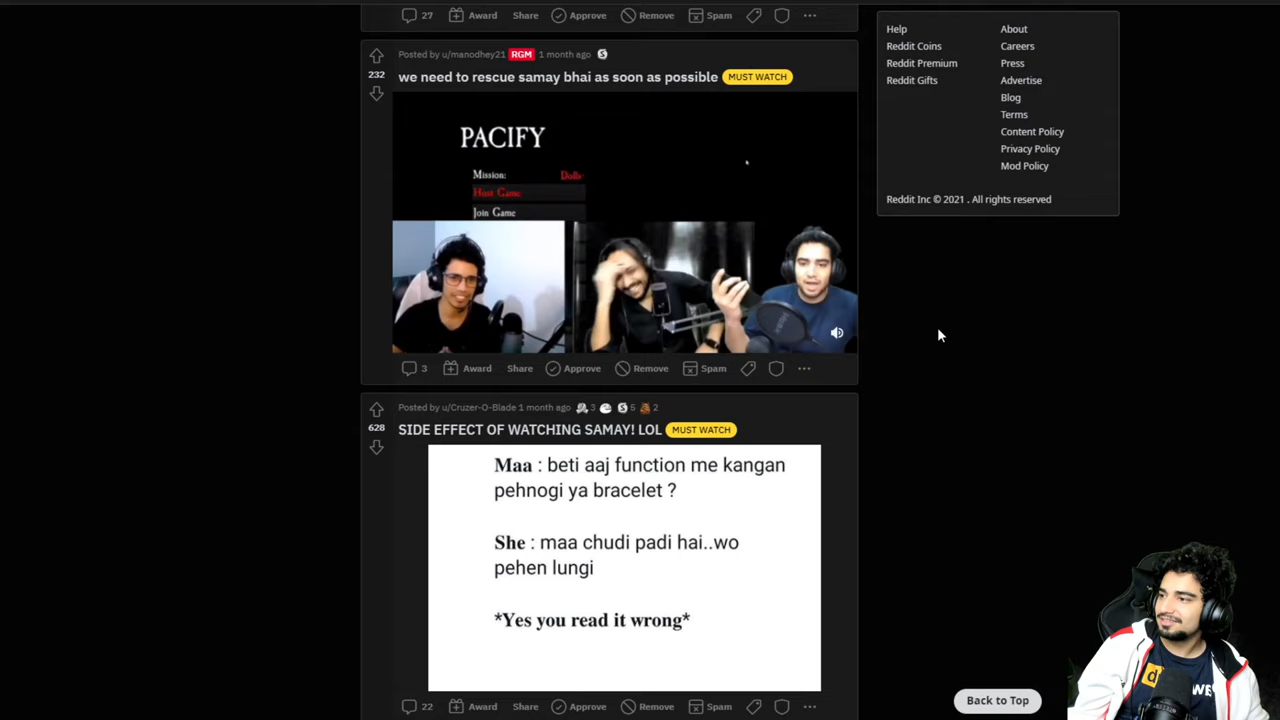 27 Award Share Approve Remove Spam
Posted by u/manodhey21 RGM 1 month ago
232
we need to rescue samay bhai as soon as possible MUST WATCH
PACIFY
Mission: Dolls
Host Game
Join Game
3 Award Share Approve Remove Spam
Posted by u/Cruzer-O-Blade 1 month ago 3 5 2
628
SIDE EFFECT OF WATCHING SAMAY! LOL MUST WATCH
Maa : beti aaj function me kangan
pehnogi ya bracelet ?
She : maa chudi padi hai..wo
pehen lungi
*Yes you read it wrong*
22 Award Share Approve Remove Spam
Help About
Reddit Coins Careers
Reddit Premium Press
Reddit Gifts Advertise
Blog
Terms
Content Policy
Privacy Policy
Mod Policy
Reddit Inc © 2021 . All rights reserved
Back to Top